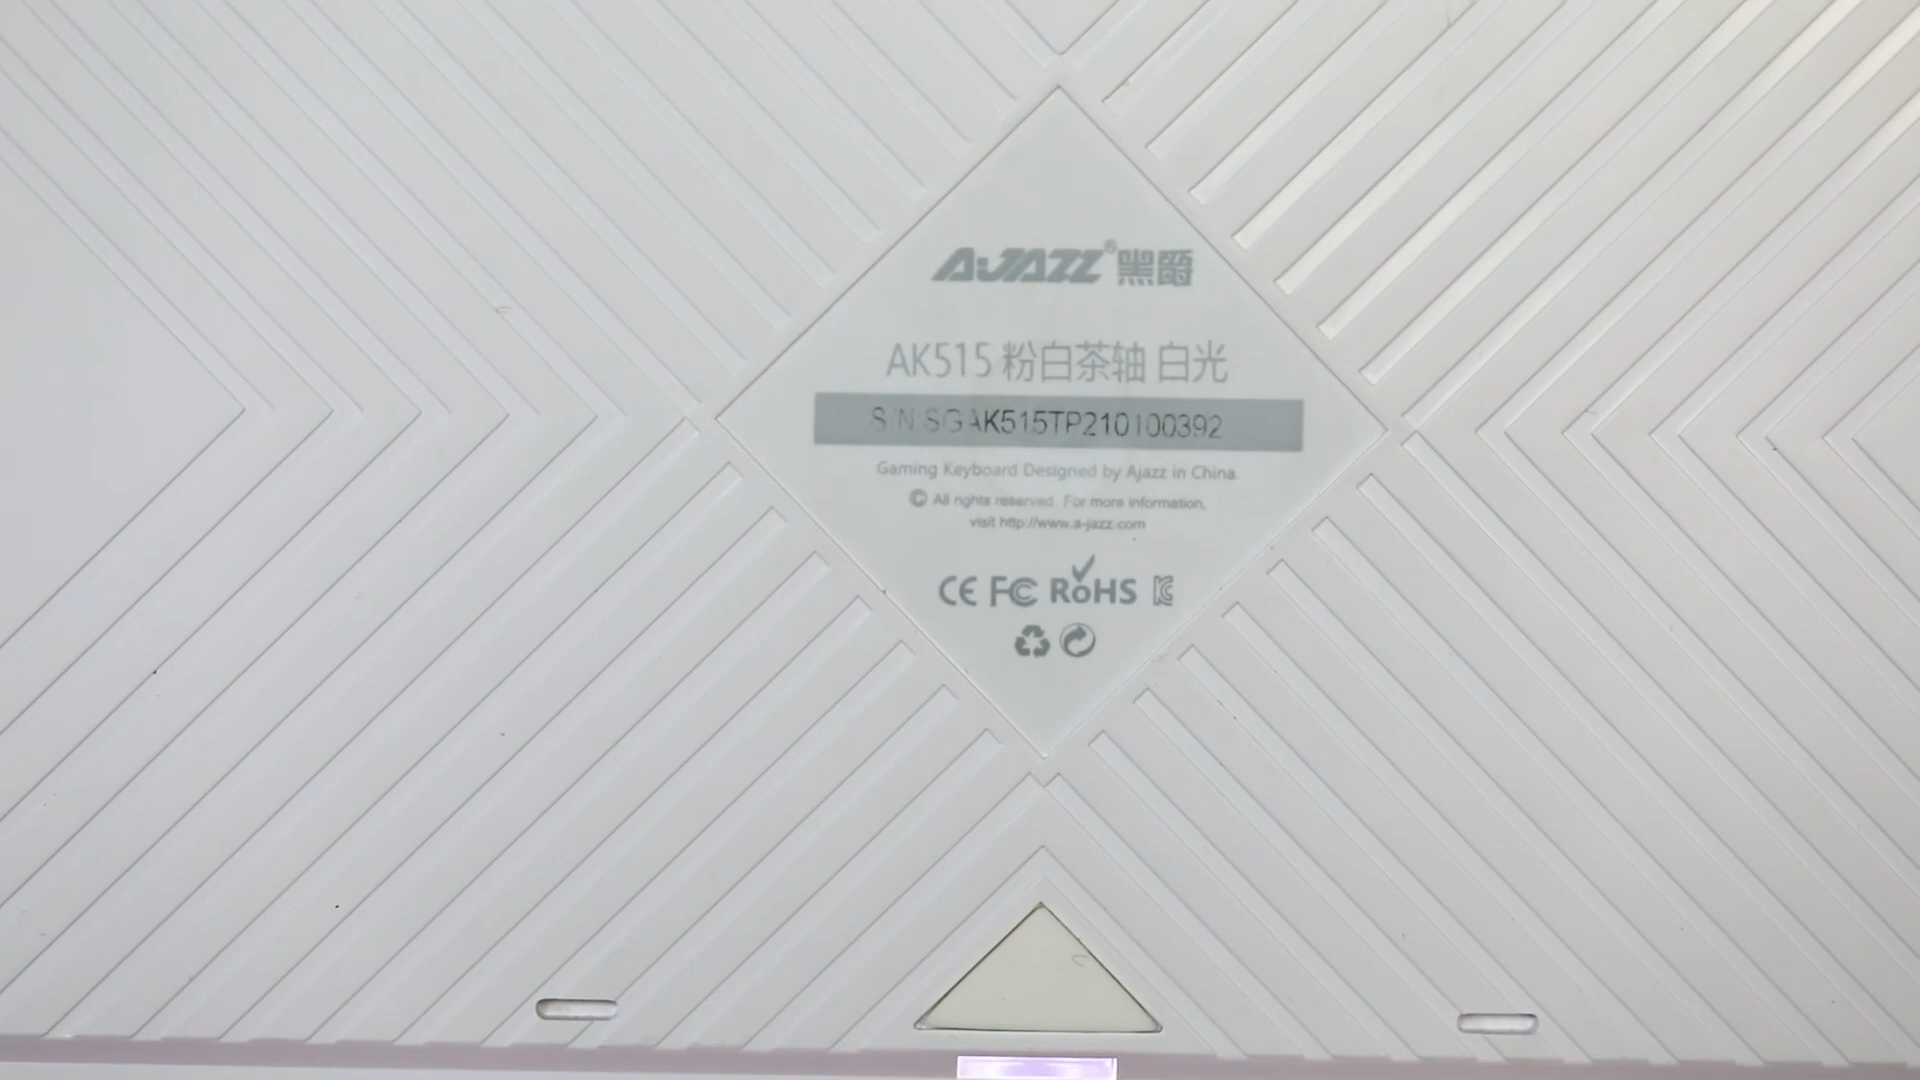 A-JAZZ® 黑爵
AK515 粉白茶轴 白光
S/N SGAK515TP210100392
Gaming Keyboard Designed by Ajazz in China.
© All rights reserved. For more information,
visit http://www.a-jazz.com
CE FC RoHS